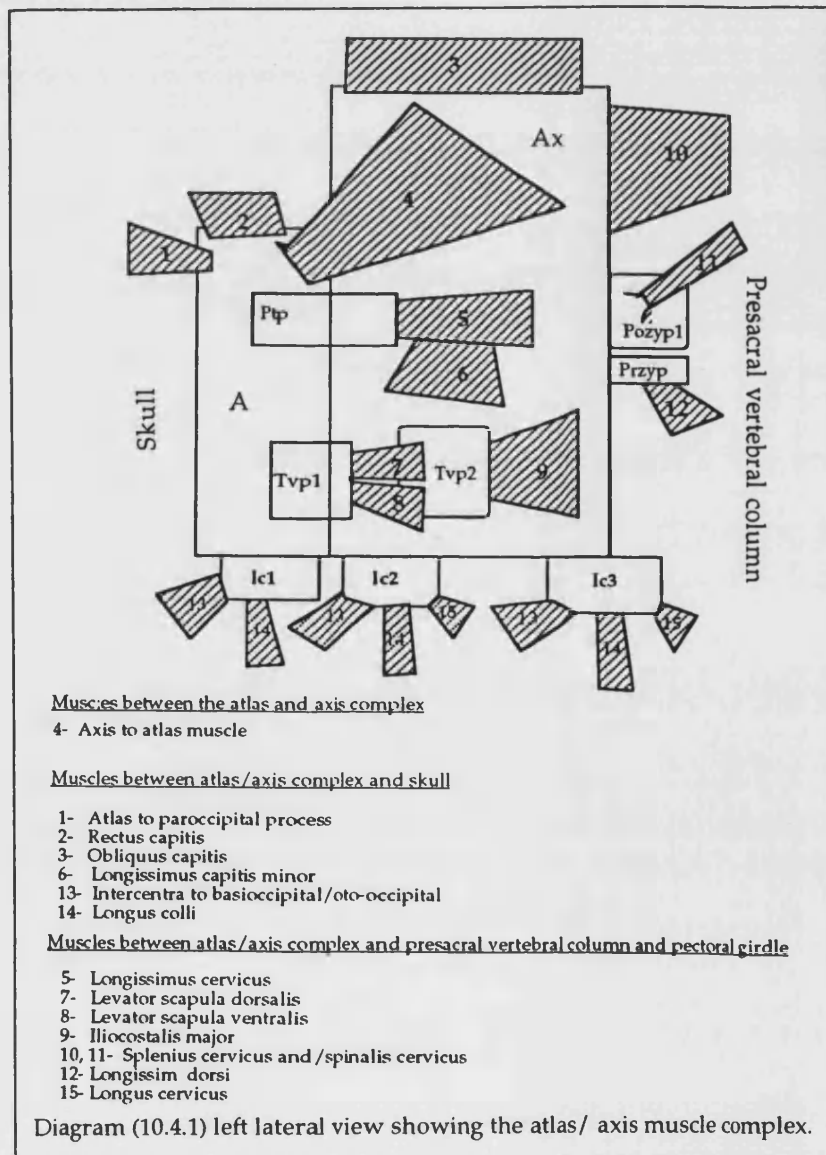 3
Ax
10
4
2
1
11
Ptp
5
Pozyp1
Przyp
6
12
A
Skull
Presacral vertebral column
7
Tvp1
Tvp2
9
8
Ic1
Ic2
Ic3
13
14
13
14
15
13
14
15
Muscles between the atlas and axis complex
4- Axis to atlas muscle
Muscles between atlas/axis complex and skull
1- Atlas to paroccipital process
2- Rectus capitis
3- Obliquus capitis
6- Longissimus capitis minor
13- Intercentra to basioccipital/oto-occipital
14- Longus colli
Muscles between atlas/axis complex and presacral vertebral column and pectoral girdle
5- Longissimus cervicus
7- Levator scapula dorsalis
8- Levator scapula ventralis
9- Iliocostalis major
10, 11- Splenius cervicus and /spinalis cervicus
12- Longissim dorsi
15- Longus cervicus
Diagram (10.4.1) left lateral view showing the atlas/ axis muscle complex.